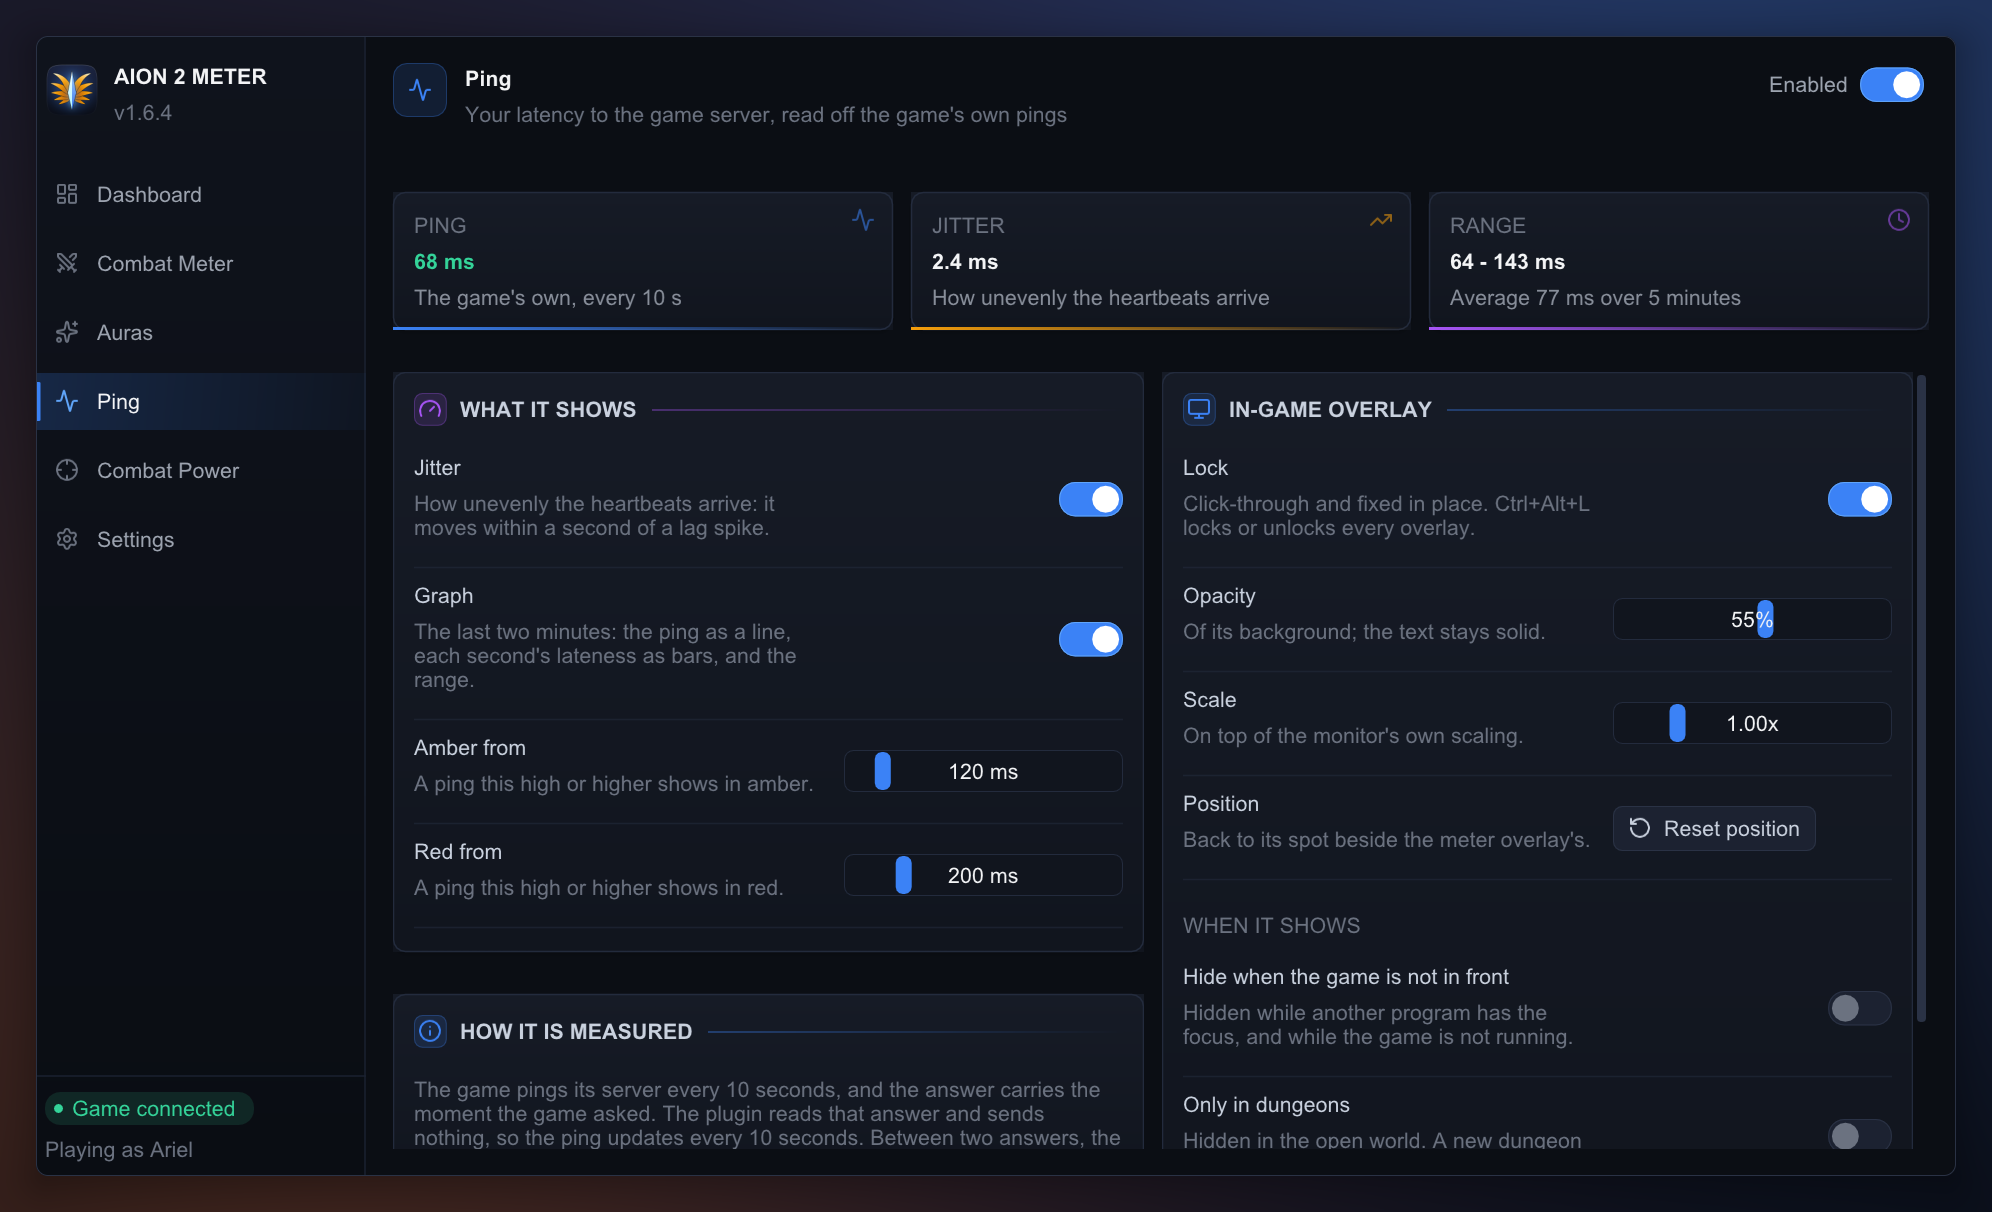 AION 2 METER
v1.6.4
Dashboard
Combat Meter
Auras
Ping
Combat Power
Settings
Game connected
Playing as Ariel
Ping
Your latency to the game server, read off the game's own pings
Enabled
PING
68 ms
The game's own, every 10 s
JITTER
2.4 ms
How unevenly the heartbeats arrive
RANGE
64 - 143 ms
Average 77 ms over 5 minutes
WHAT IT SHOWS
Jitter
How unevenly the heartbeats arrive: it
moves within a second of a lag spike.
Graph
The last two minutes: the ping as a line,
each second's lateness as bars, and the
range.
Amber from
A ping this high or higher shows in amber.
120 ms
Red from
A ping this high or higher shows in red.
200 ms
HOW IT IS MEASURED
The game pings its server every 10 seconds, and the answer carries the
moment the game asked. The plugin reads that answer and sends
nothing, so the ping updates every 10 seconds. Between two answers, the
IN-GAME OVERLAY
Lock
Click-through and fixed in place. Ctrl+Alt+L
locks or unlocks every overlay.
Opacity
Of its background; the text stays solid.
55%
Scale
On top of the monitor's own scaling.
1.00x
Position
Back to its spot beside the meter overlay's.
Reset position
WHEN IT SHOWS
Hide when the game is not in front
Hidden while another program has the
focus, and while the game is not running.
Only in dungeons
Hidden in the open world. A new dungeon